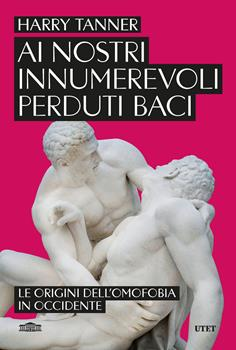 HARRY TANNER
AI NOSTRI
INNUMEREVOLI
PERDUTI BACI
LE ORIGINI DELL'OMOFOBIA
IN OCCIDENTE
UTET